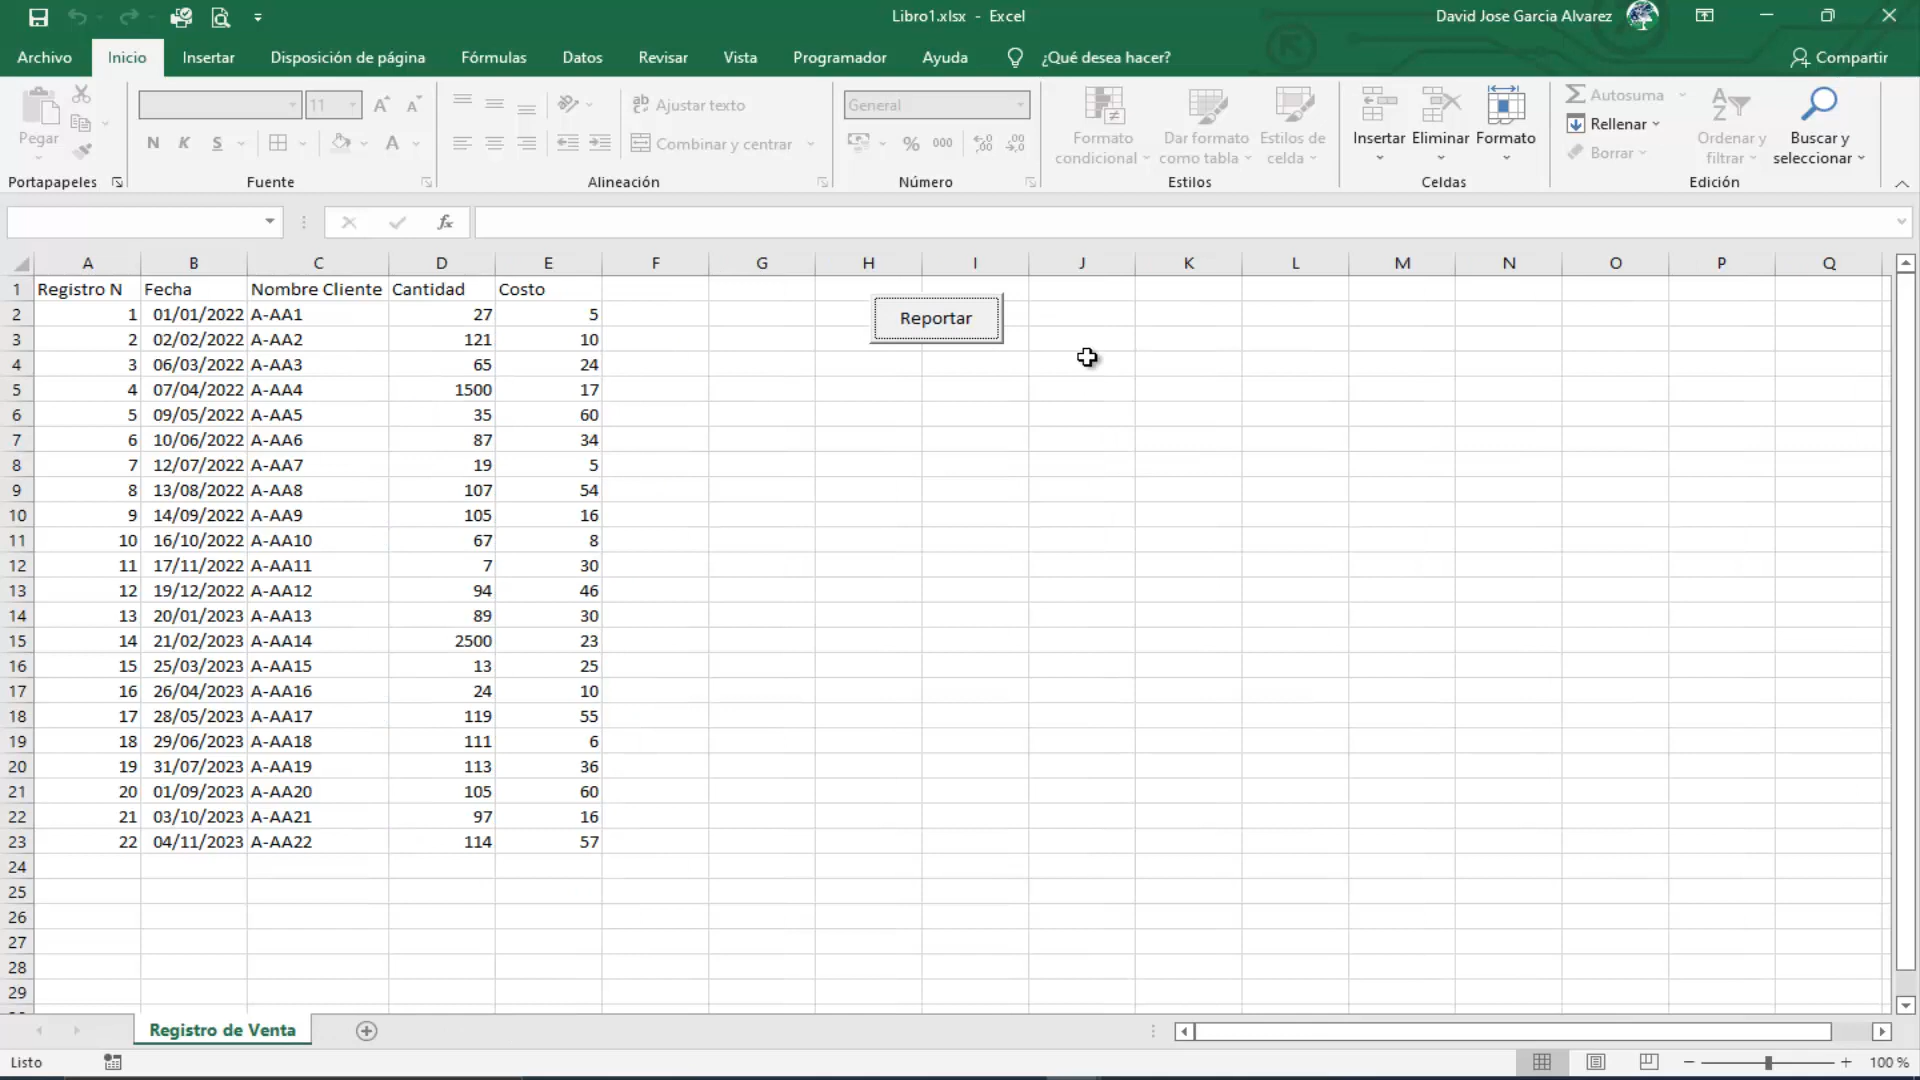 Libro1.xlsx - Excel
David Jose Garcia Alvarez
Archivo Inicio Insertar Disposición de página Fórmulas Datos Revisar Vista Programador Ayuda ¿Qué desea hacer? Compartir
Pegar
Portapapeles
11
N K S
Fuente
Ajustar texto
Combinar y centrar
Alineación
General
% 000
Número
Formato condicional
Dar formato como tabla
Estilos de celda
Estilos
Insertar Eliminar Formato
Celdas
Autosuma
Rellenar
Borrar
Ordenar y filtrar
Buscar y seleccionar
Edición
fx
A B C D E F G H I J K L M N O P Q
1 Registro N Fecha Nombre Cliente Cantidad Costo
2 1 01/01/2022 A-AA1 27 5
3 2 02/02/2022 A-AA2 121 10
4 3 06/03/2022 A-AA3 65 24
5 4 07/04/2022 A-AA4 1500 17
6 5 09/05/2022 A-AA5 35 60
7 6 10/06/2022 A-AA6 87 34
8 7 12/07/2022 A-AA7 19 5
9 8 13/08/2022 A-AA8 107 54
10 9 14/09/2022 A-AA9 105 16
11 10 16/10/2022 A-AA10 67 8
12 11 17/11/2022 A-AA11 7 30
13 12 19/12/2022 A-AA12 94 46
14 13 20/01/2023 A-AA13 89 30
15 14 21/02/2023 A-AA14 2500 23
16 15 25/03/2023 A-AA15 13 25
17 16 26/04/2023 A-AA16 24 10
18 17 28/05/2023 A-AA17 119 55
19 18 29/06/2023 A-AA18 111 6
20 19 31/07/2023 A-AA19 113 36
21 20 01/09/2023 A-AA20 105 60
22 21 03/10/2023 A-AA21 97 16
23 22 04/11/2023 A-AA22 114 57
24
25
26
27
28
29
Reportar
Registro de Venta
Listo
100 %